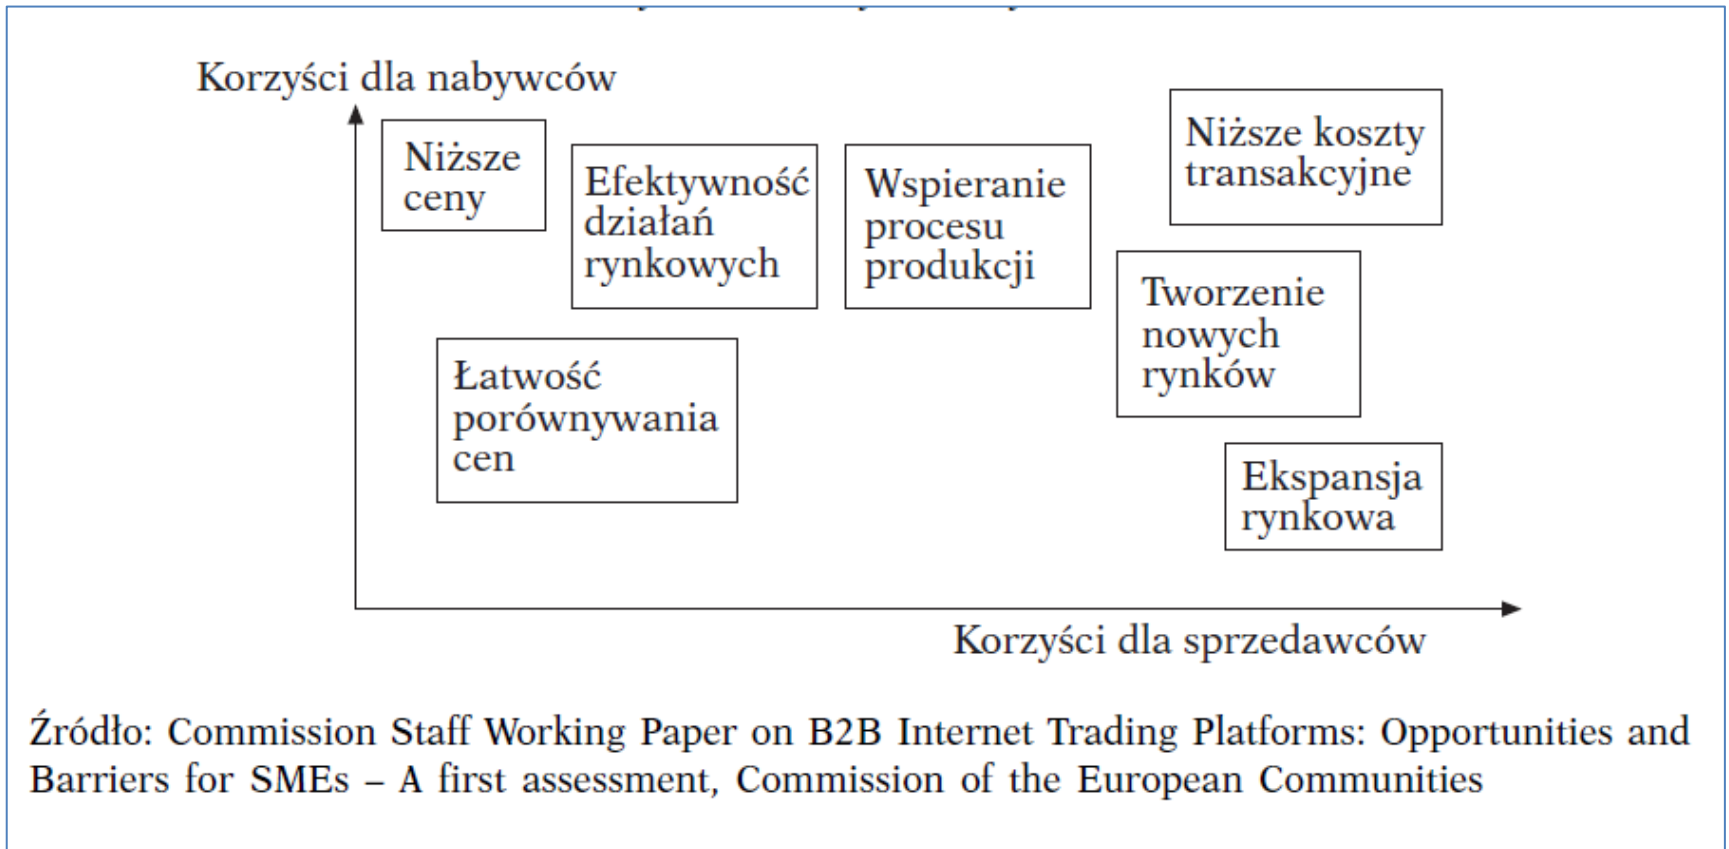 Korzyści dla nabywców
Niższe
ceny
Efektywność
działań
rynkowych
Wspieranie
procesu
produkcji
Niższe koszty
transakcyjne
Łatwość
porównywania
cen
Tworzenie
nowych
rynków
Ekspansja
rynkowa
Korzyści dla sprzedawców
Źródło: Commission Staff Working Paper on B2B Internet Trading Platforms: Opportunities and
Barriers for SMEs – A first assessment, Commission of the European Communities